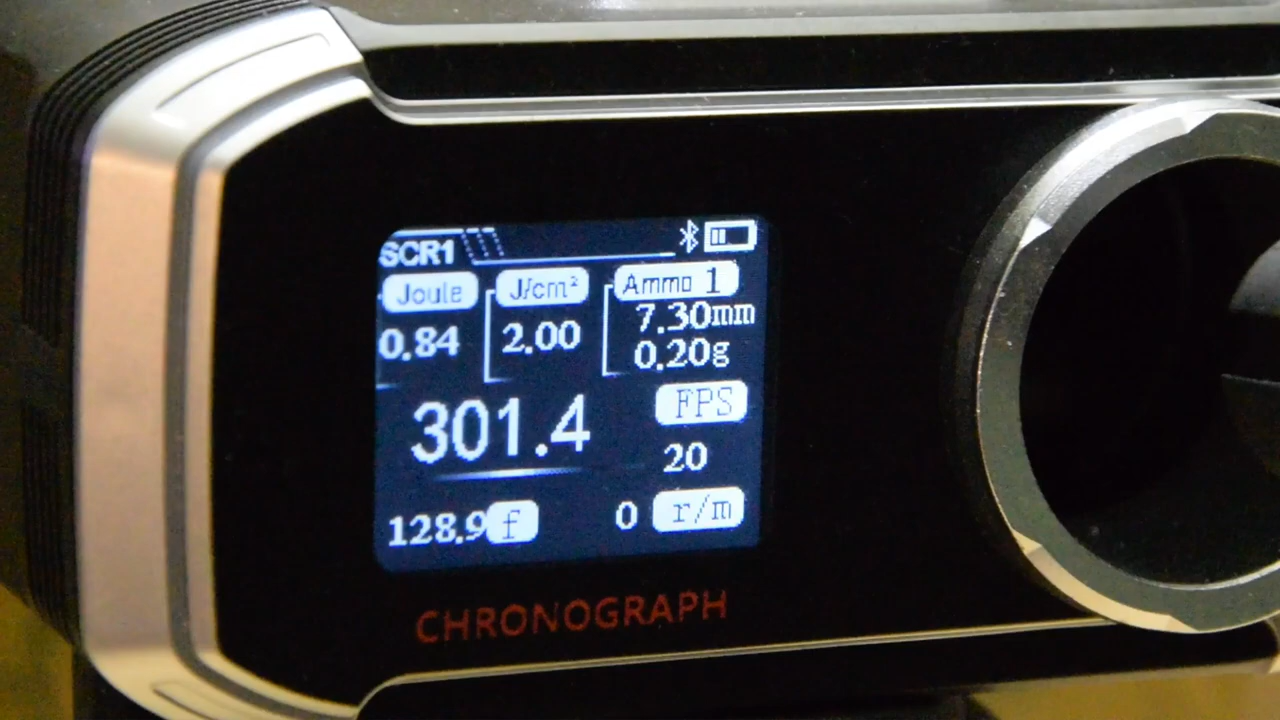 SCR1
Joule J/cm² Ammo 1
0.84 2.00 7.30mm
0.20g
301.4 FPS
20
128.9 f 0 r/m
CHRONOGRAPH